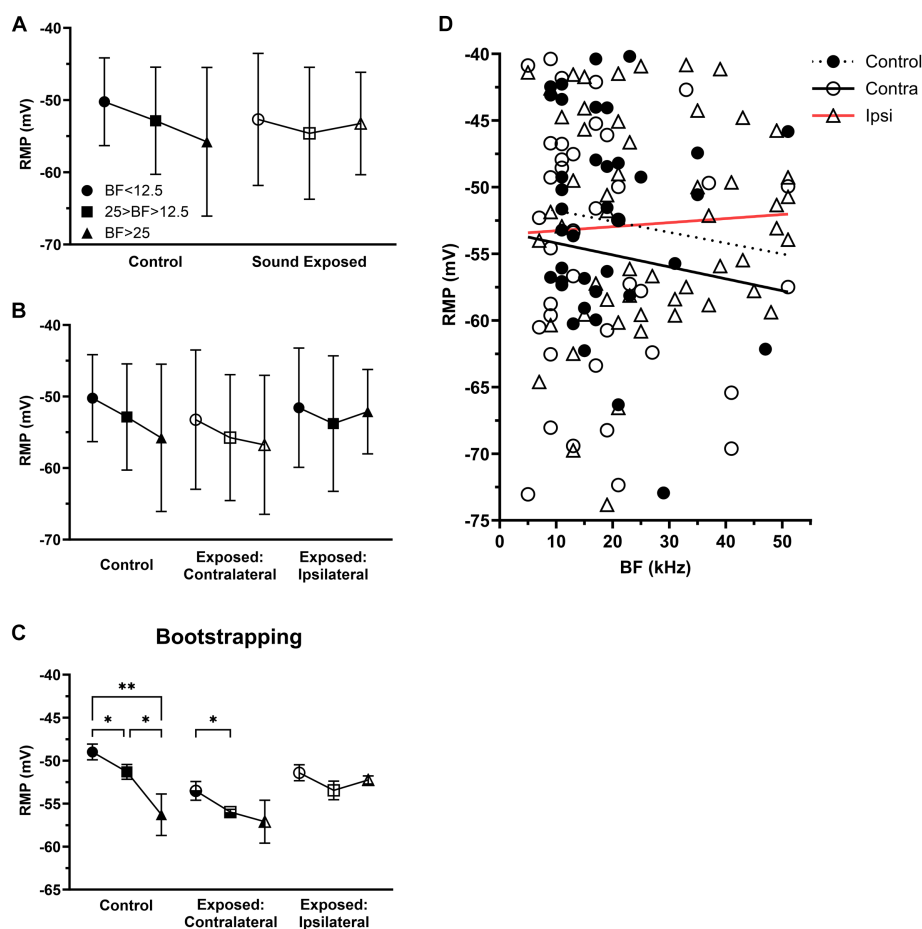 A
-40
-50
-60
-70
RMP (mV)
BF<12.5
25>BF>12.5
BF>25
Control
Sound Exposed
B
-40
-50
-60
-70
RMP (mV)
Control
Exposed:
Contralateral
Exposed:
Ipsilateral
C
Bootstrapping
-40
-45
-50
-55
-60
-65
RMP (mV)
**
*
*
*
Control
Exposed:
Contralateral
Exposed:
Ipsilateral
D
-40
-45
-50
-55
-60
-65
-70
-75
RMP (mV)
0
10
20
30
40
50
BF (kHz)
Control
Contra
Ipsi